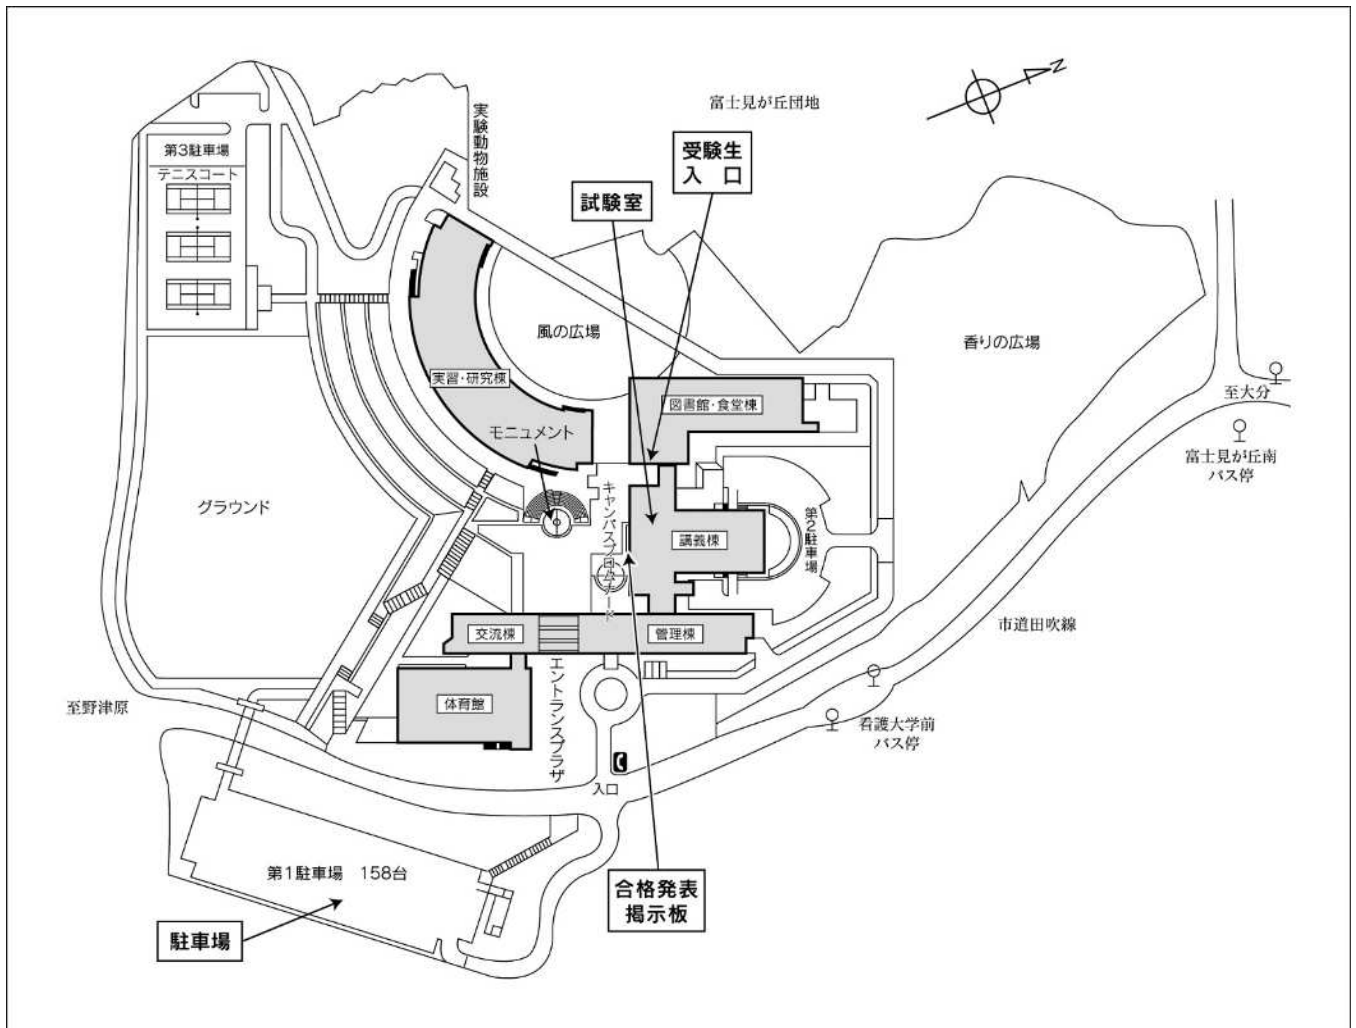 N
富士見が丘団地
実験動物施設
受験生
入 口
第3駐車場
テニスコート
試験室
風の広場
香りの広場
実習・研究棟
至大分
図書館・食堂棟
モニュメント
富士見が丘南
バス停
グラウンド
キャンパスプロムナード
講義棟
第2駐車場
市道田吹線
交流棟
管理棟
エントランスプラザ
体育館
至野津原
看護大学前
バス停
入口
第1駐車場 158台
合格発表
掲示板
駐車場